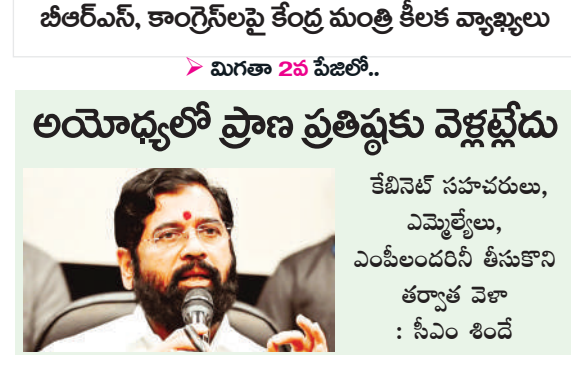 బీఆర్ఎస్, కాంగ్రెస్‌లపై కేంద్ర మంత్రి కీలక వ్యాఖ్యలు
➢ మిగతా 2వ పేజిలో..
అయోధ్యలో ప్రాణ ప్రతిష్ఠకు వెళ్లట్లేదు
కేబినెట్ సహచరులు,
ఎమ్మెల్యేలు,
ఎంపీలందరినీ తీసుకొని
తర్వాత వెళా
: సీఎం శిందే